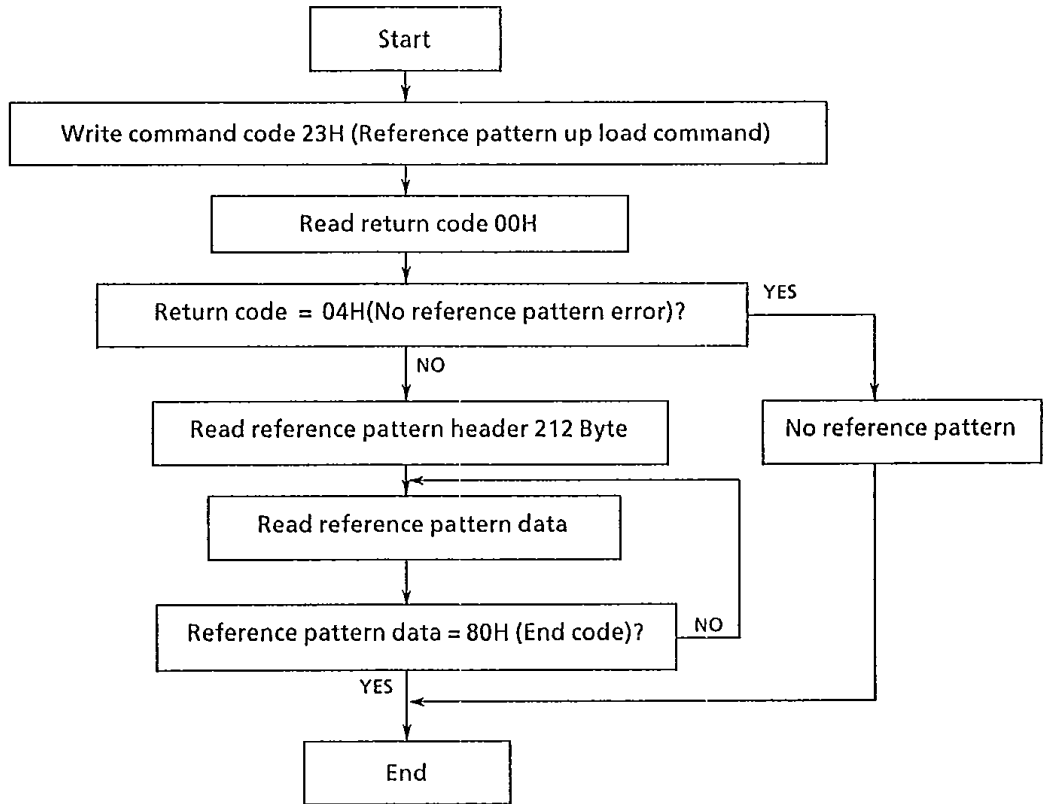 Start
Write command code 23H (Reference pattern up load command)
Read return code 00H
Return code = 04H(No reference pattern error)?
YES
NO
Read reference pattern header 212 Byte
No reference pattern
Read reference pattern data
Reference pattern data = 80H (End code)?
NO
YES
End